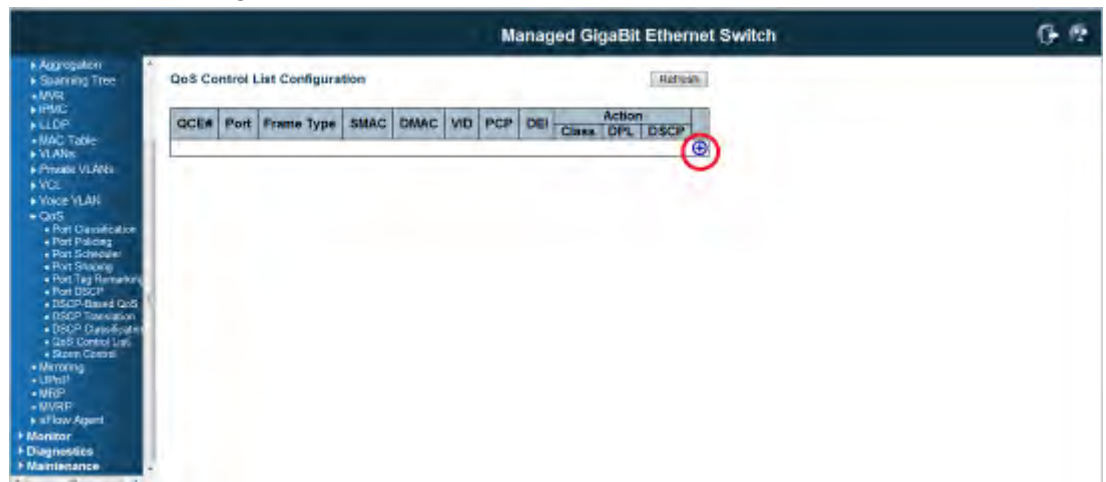 Managed GigaBit Ethernet Switch
Aggregation
Spanning Tree
MVR
IPMC
LLDP
MAC Table
VLANs
Private VLANs
VCL
Voice VLAN
QoS
Port Classification
Port Policing
Port Scheduler
Port Shaping
Port Tag Remarking
Port DSCP
DSCP-Based QoS
DSCP Translation
DSCP Classification
QoS Control List
Storm Control
Mirroring
UPnP
MRP
MVRP
sFlow Agent
Monitor
Diagnostics
Maintenance
QoS Control List Configuration
Refresh
QCE# Port Frame Type SMAC DMAC VID PCP DEI Action
Class DPL DSCP